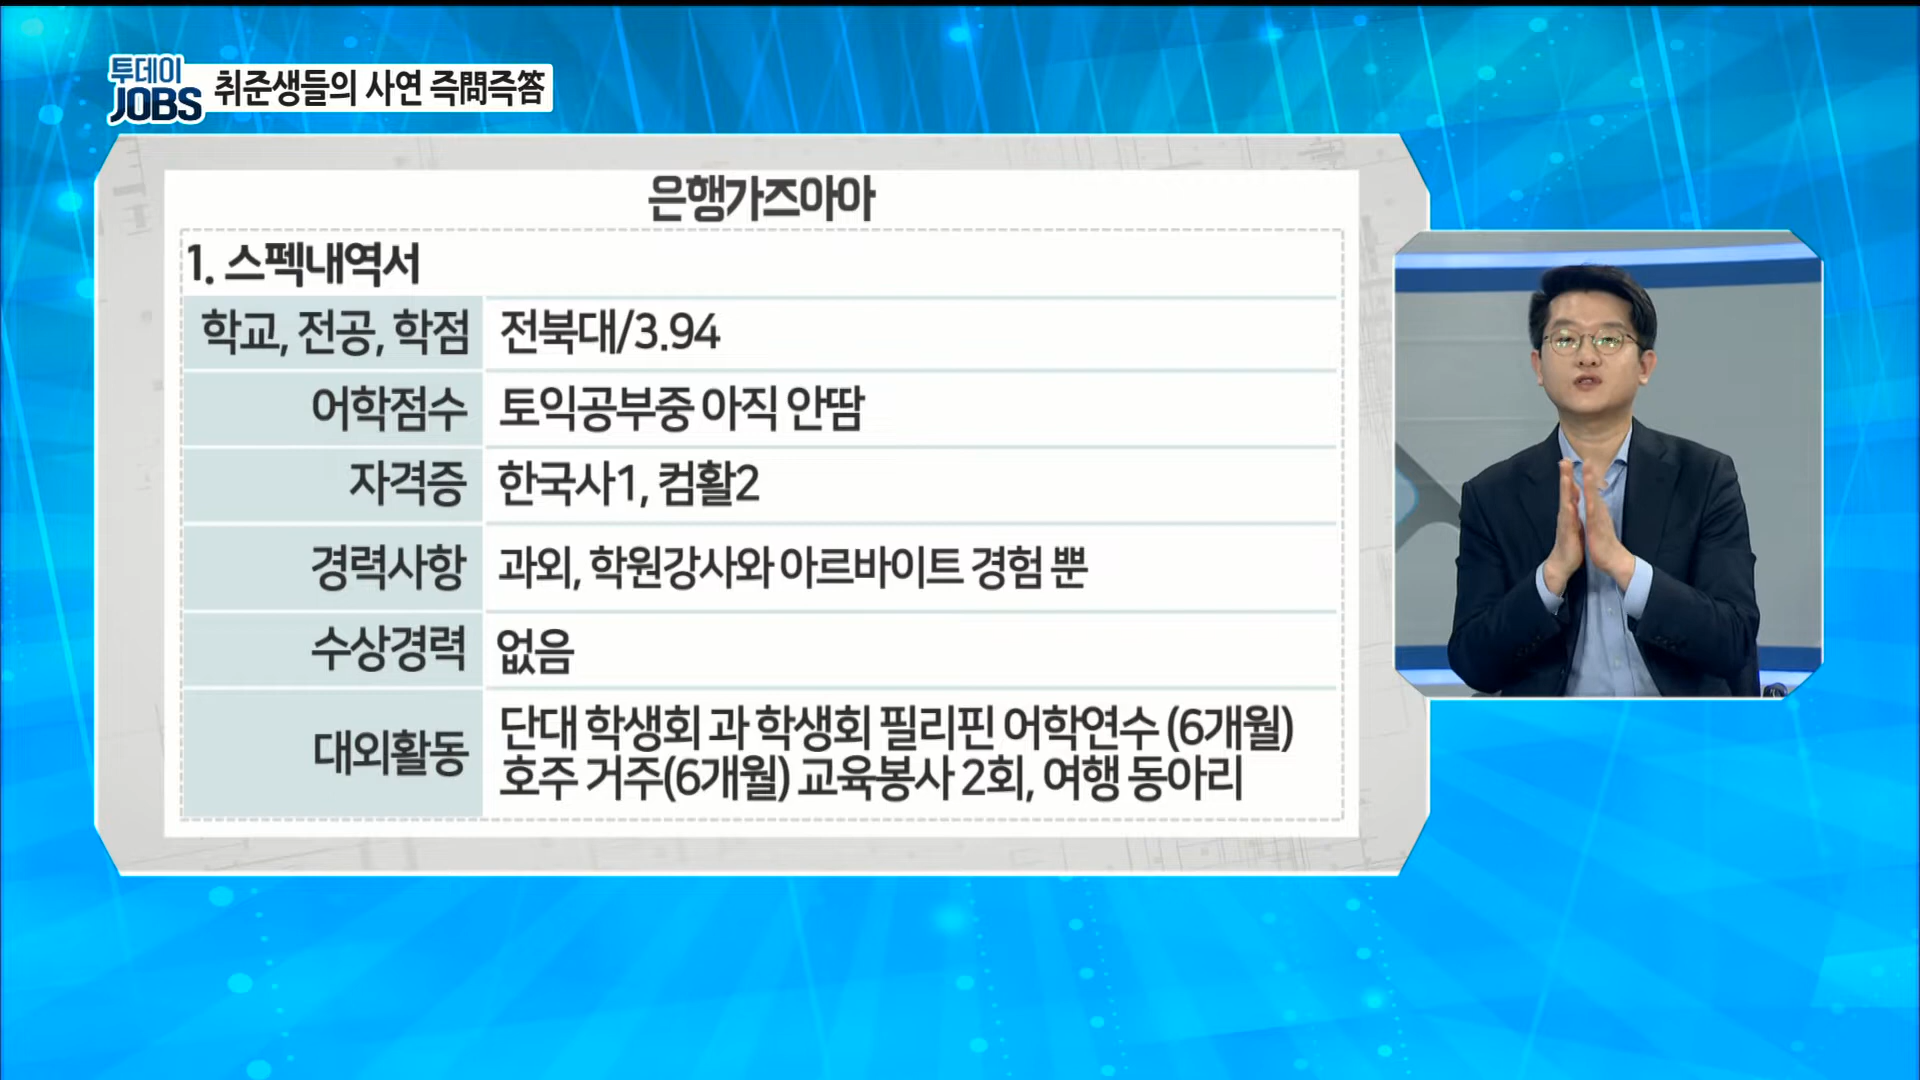 투데이
JOBS
취준생들의 사연 즉問즉答
은행가즈아아
1. 스펙내역서
학교, 전공, 학점 전북대/3.94
어학점수 토익공부중 아직 안땀
자격증 한국사1, 컴활2
경력사항 과외, 학원강사와 아르바이트 경험 뿐
수상경력 없음
대외활동 단대 학생회 과 학생회 필리핀 어학연수 (6개월)
호주 거주(6개월) 교육봉사 2회, 여행 동아리